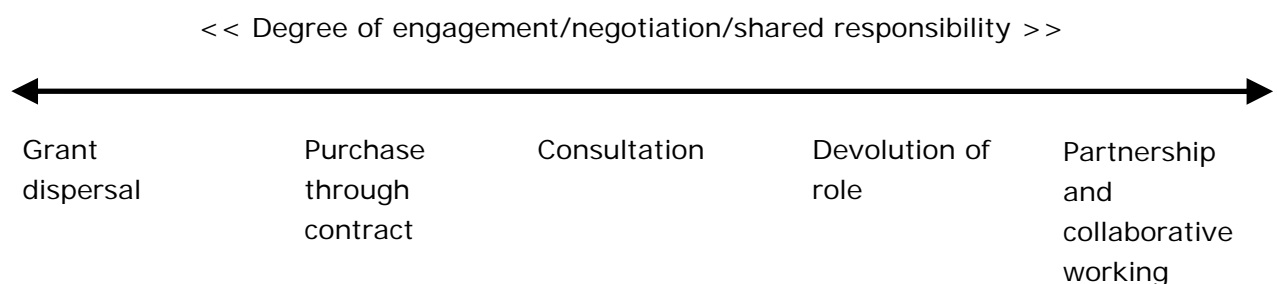 << Degree of engagement/negotiation/shared responsibility >>
Grant
dispersal
Purchase
through
contract
Consultation
Devolution of
role
Partnership
and
collaborative
working